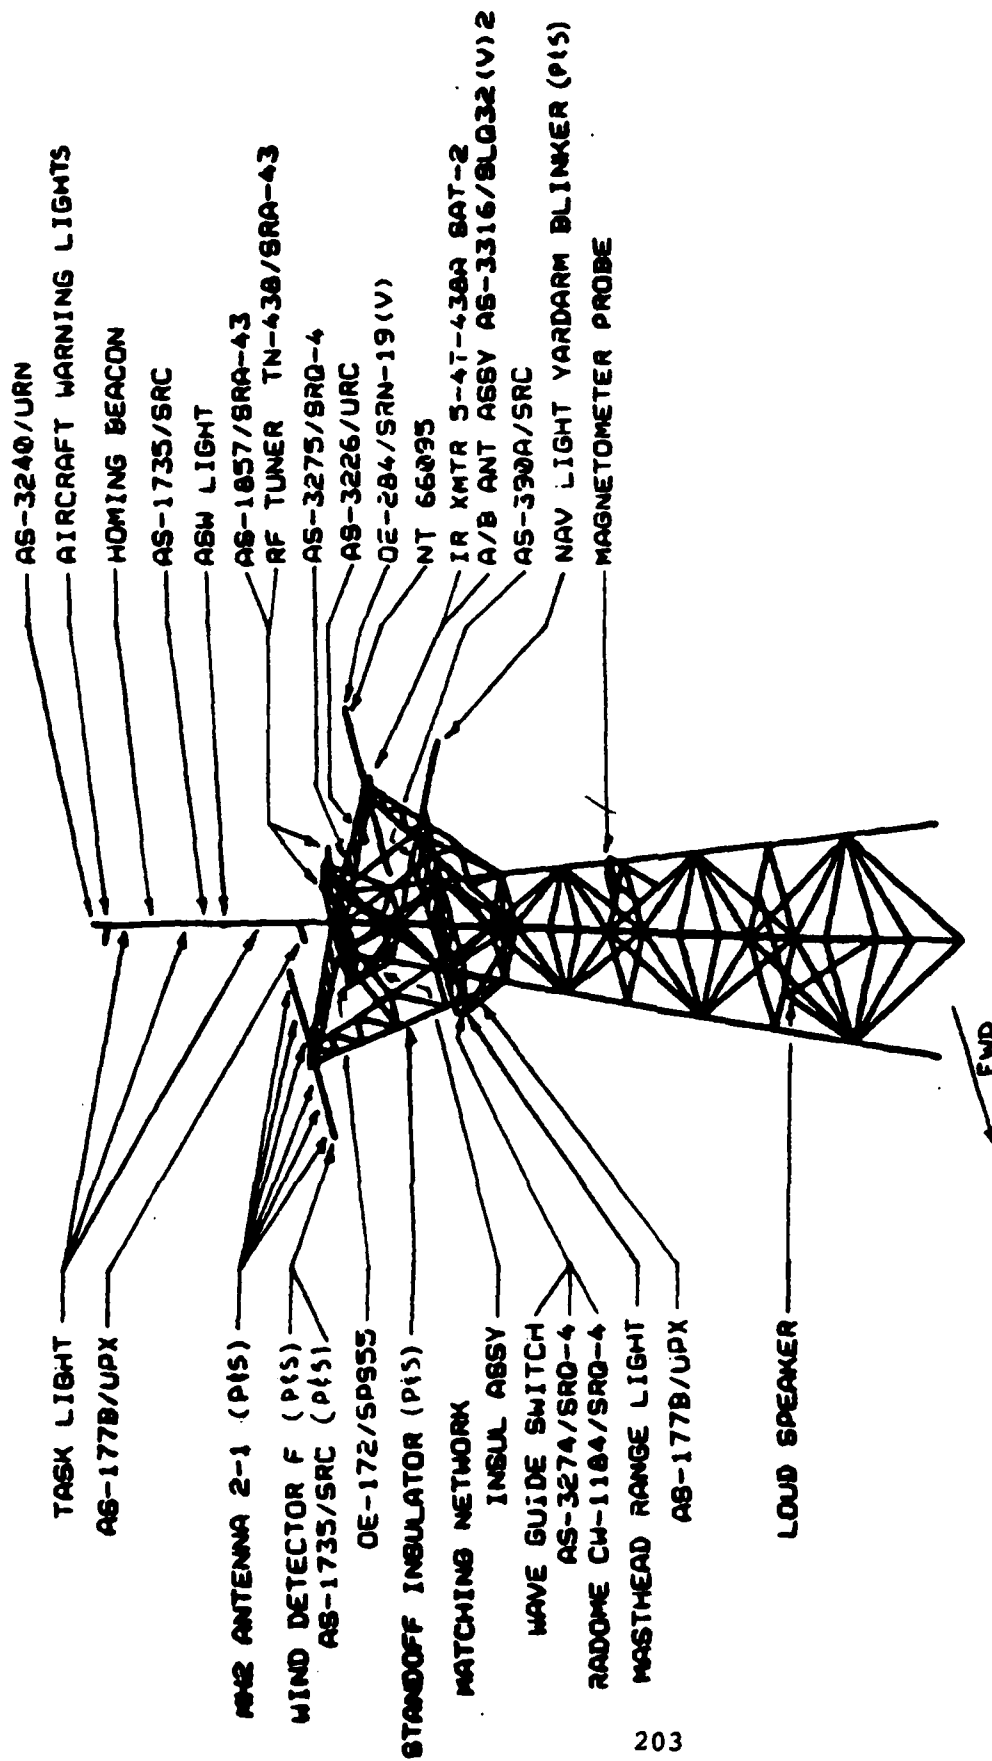 AS-3240/URN
AIRCRAFT WARNING LIGHTS
HOMING BEACON
AS-1735/SRC
ASW LIGHT
AS-1857/SRA-43
RF TUNER TN-438/SRA-43
AS-3275/SRQ-4
AS-3226/URC
OE-284/SRN-19(V)
NT 66095
IR XMTR 5-4T-438A SAT-2
A/B ANT ASSY AS-3316/SLQ32(V)2
AS-390A/SRC
NAV LIGHT YARDARM BLINKER (P&S)
MAGNETOMETER PROBE
TASK LIGHT
AS-177B/UPX
ANTENNA 2-1 (P&S)
WIND DETECTOR F (P&S)
AS-1735/SRC (P&S)
OE-172/SPS55
STANDOFF INSULATOR (P&S)
MATCHING NETWORK
INSUL ASSY
WAVE GUIDE SWITCH
AS-3274/SRQ-4
RADOME CW-1184/SRQ-4
MASTHEAD RANGE LIGHT
AS-177B/UPX
LOUD SPEAKER
FWD
203